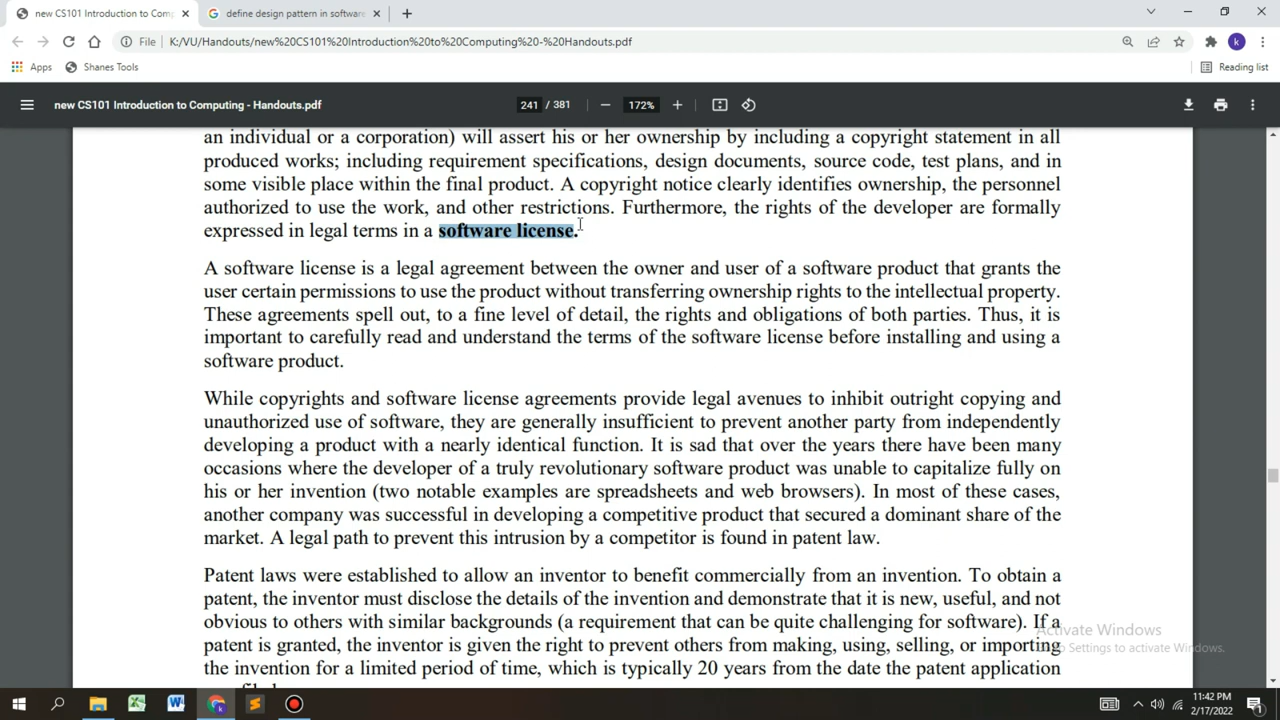 new CS101 Introduction to Comp
define design pattern in software
File K:/VU/Handouts/new%20CS101%20Introduction%20to%20Computing%20-%20Handouts.pdf
k
Apps Shanes Tools Reading list
new CS101 Introduction to Computing - Handouts.pdf 241 / 381 172%
an individual or a corporation) will assert his or her ownership by including a copyright statement in all
produced works; including requirement specifications, design documents, source code, test plans, and in
some visible place within the final product. A copyright notice clearly identifies ownership, the personnel
authorized to use the work, and other restrictions. Furthermore, the rights of the developer are formally
expressed in legal terms in a software license.
A software license is a legal agreement between the owner and user of a software product that grants the
user certain permissions to use the product without transferring ownership rights to the intellectual property.
These agreements spell out, to a fine level of detail, the rights and obligations of both parties. Thus, it is
important to carefully read and understand the terms of the software license before installing and using a
software product.
While copyrights and software license agreements provide legal avenues to inhibit outright copying and
unauthorized use of software, they are generally insufficient to prevent another party from independently
developing a product with a nearly identical function. It is sad that over the years there have been many
occasions where the developer of a truly revolutionary software product was unable to capitalize fully on
his or her invention (two notable examples are spreadsheets and web browsers). In most of these cases,
another company was successful in developing a competitive product that secured a dominant share of the
market. A legal path to prevent this intrusion by a competitor is found in patent law.
Patent laws were established to allow an inventor to benefit commercially from an invention. To obtain a
patent, the inventor must disclose the details of the invention and demonstrate that it is new, useful, and not
obvious to others with similar backgrounds (a requirement that can be quite challenging for software). If a
patent is granted, the inventor is given the right to prevent others from making, using, selling, or importing
the invention for a limited period of time, which is typically 20 years from the date the patent application
Activate Windows
Settings to activate Windows.
11:42 PM
2/17/2022